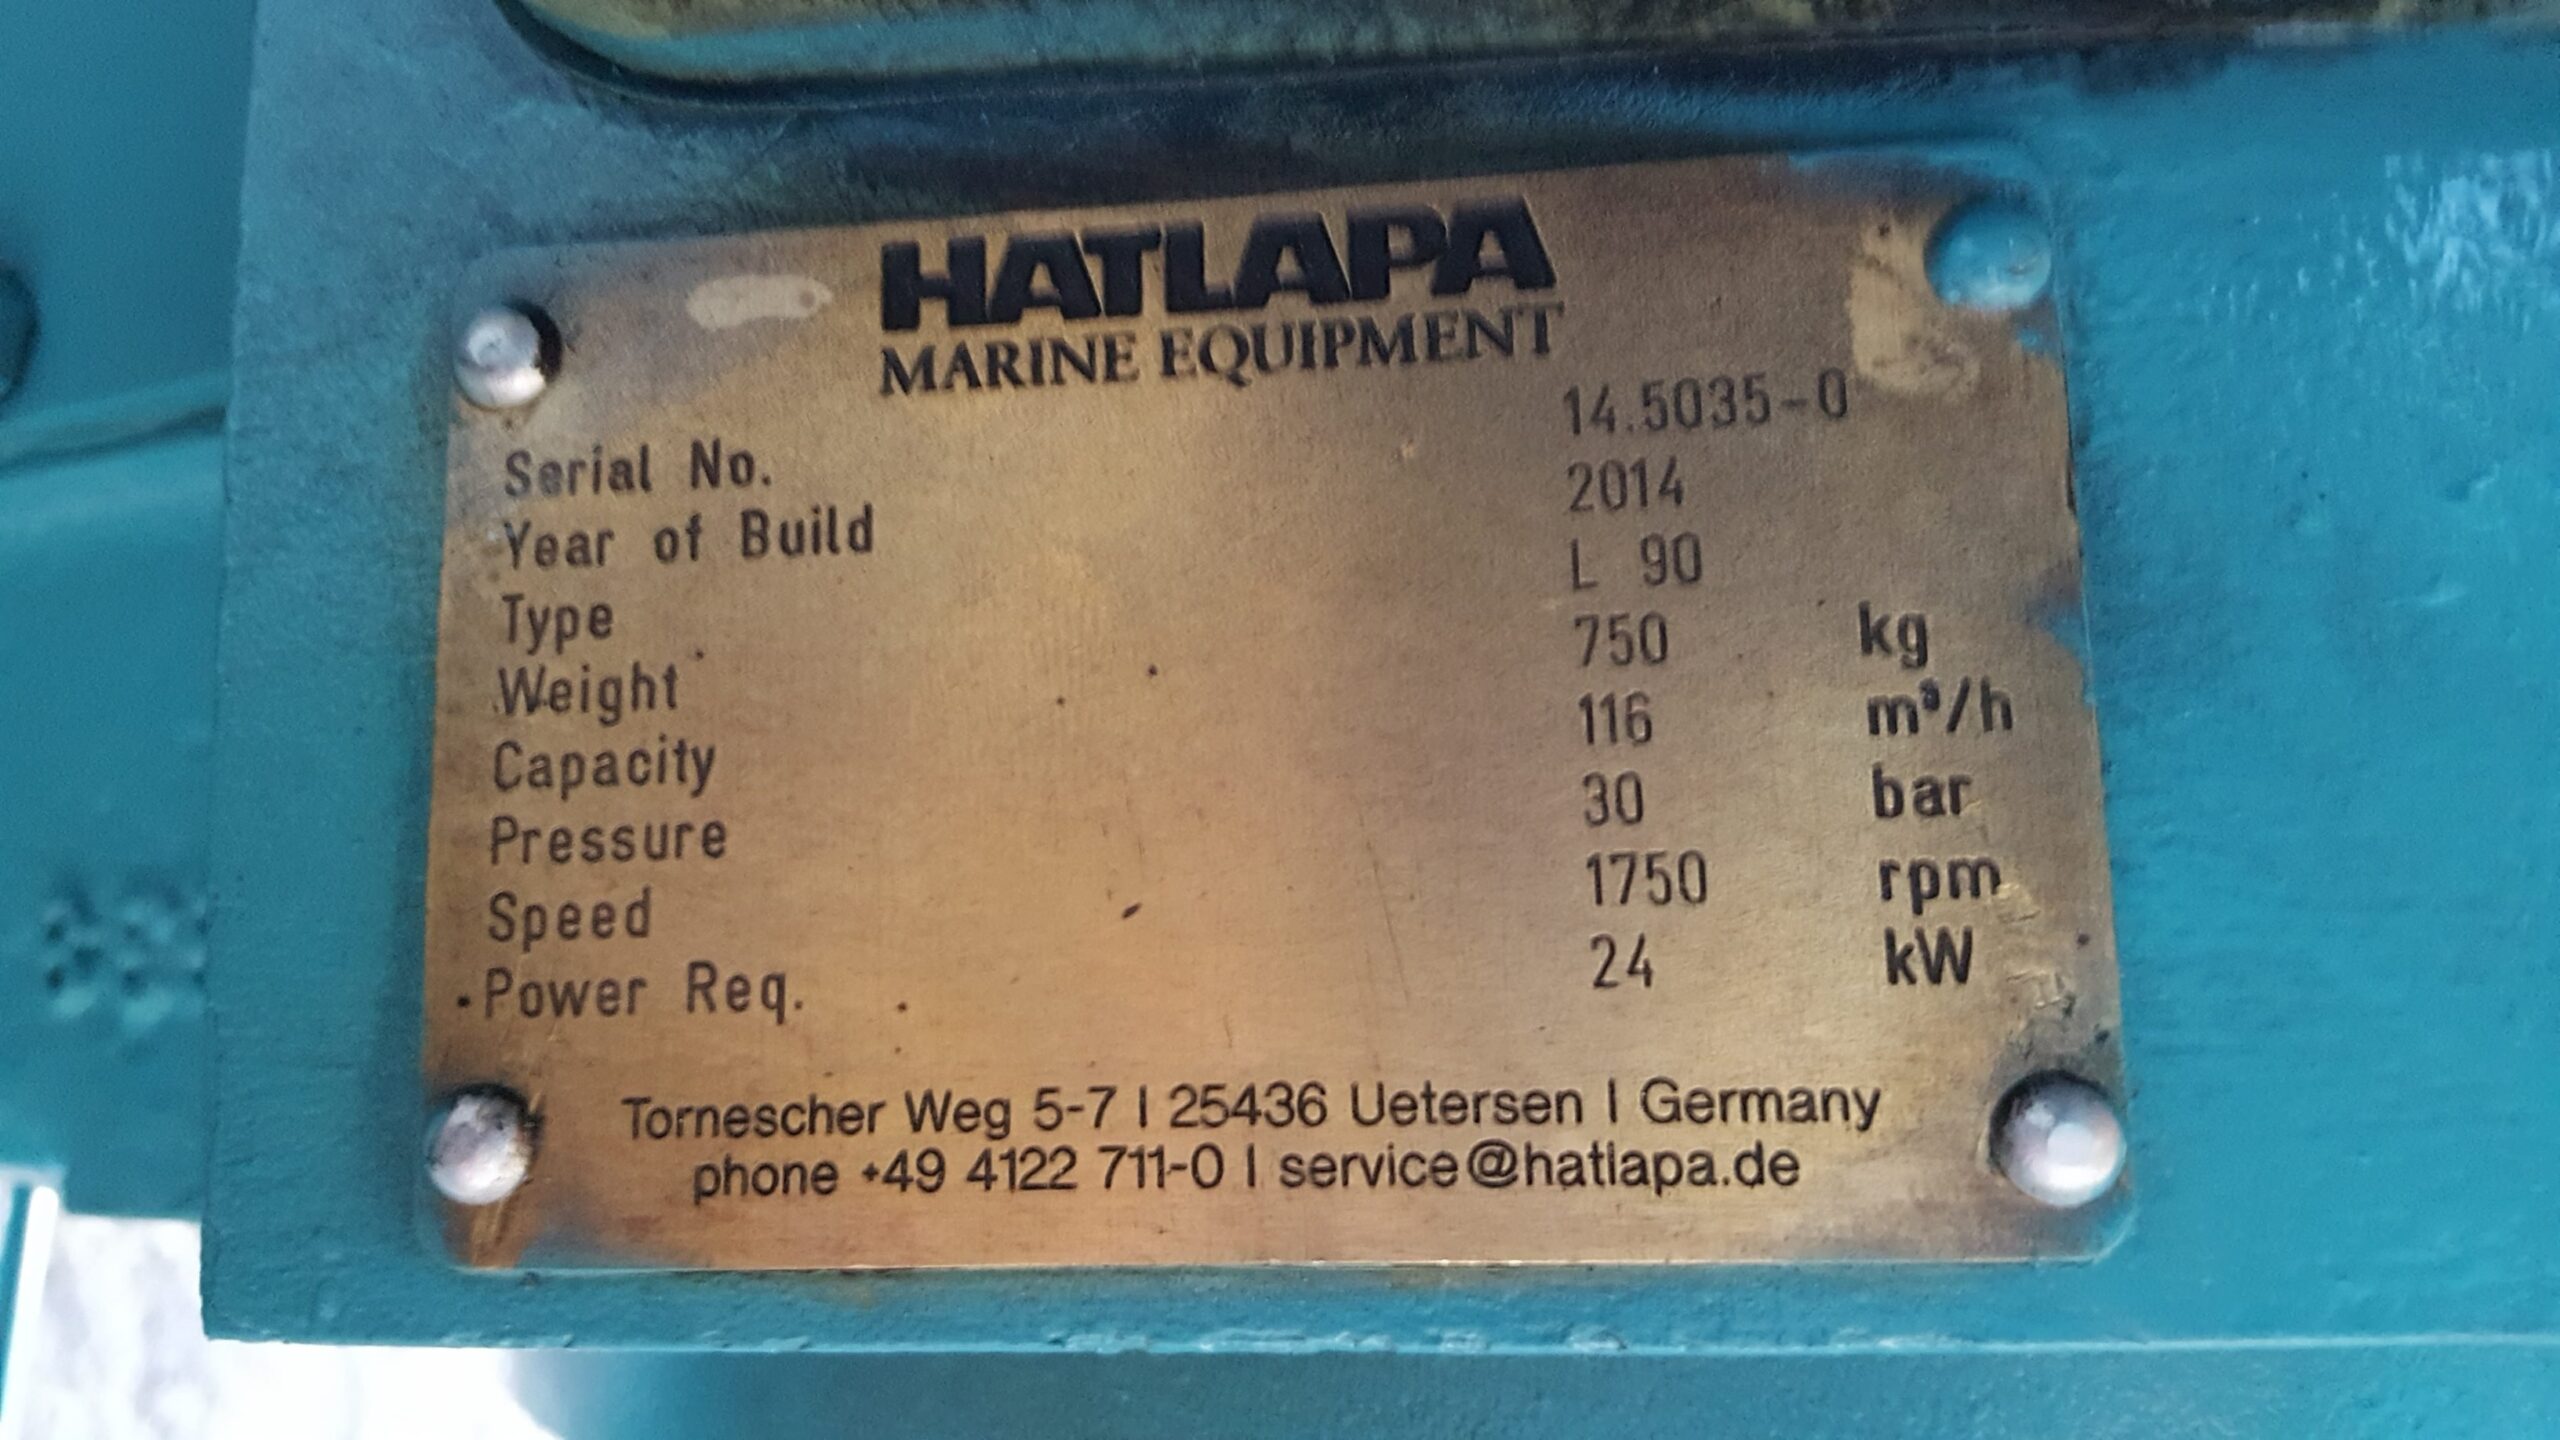 HATLAPA
MARINE EQUIPMENT
Serial No. 14.5035-0
Year of Build 2014
Type L 90
Weight 750 kg
Capacity 116 m³/h
Pressure 30 bar
Speed 1750 rpm
Power Req. 24 kW
Tornescher Weg 5-7 | 25436 Uetersen | Germany
phone +49 4122 711-0 | service@hatlapa.de